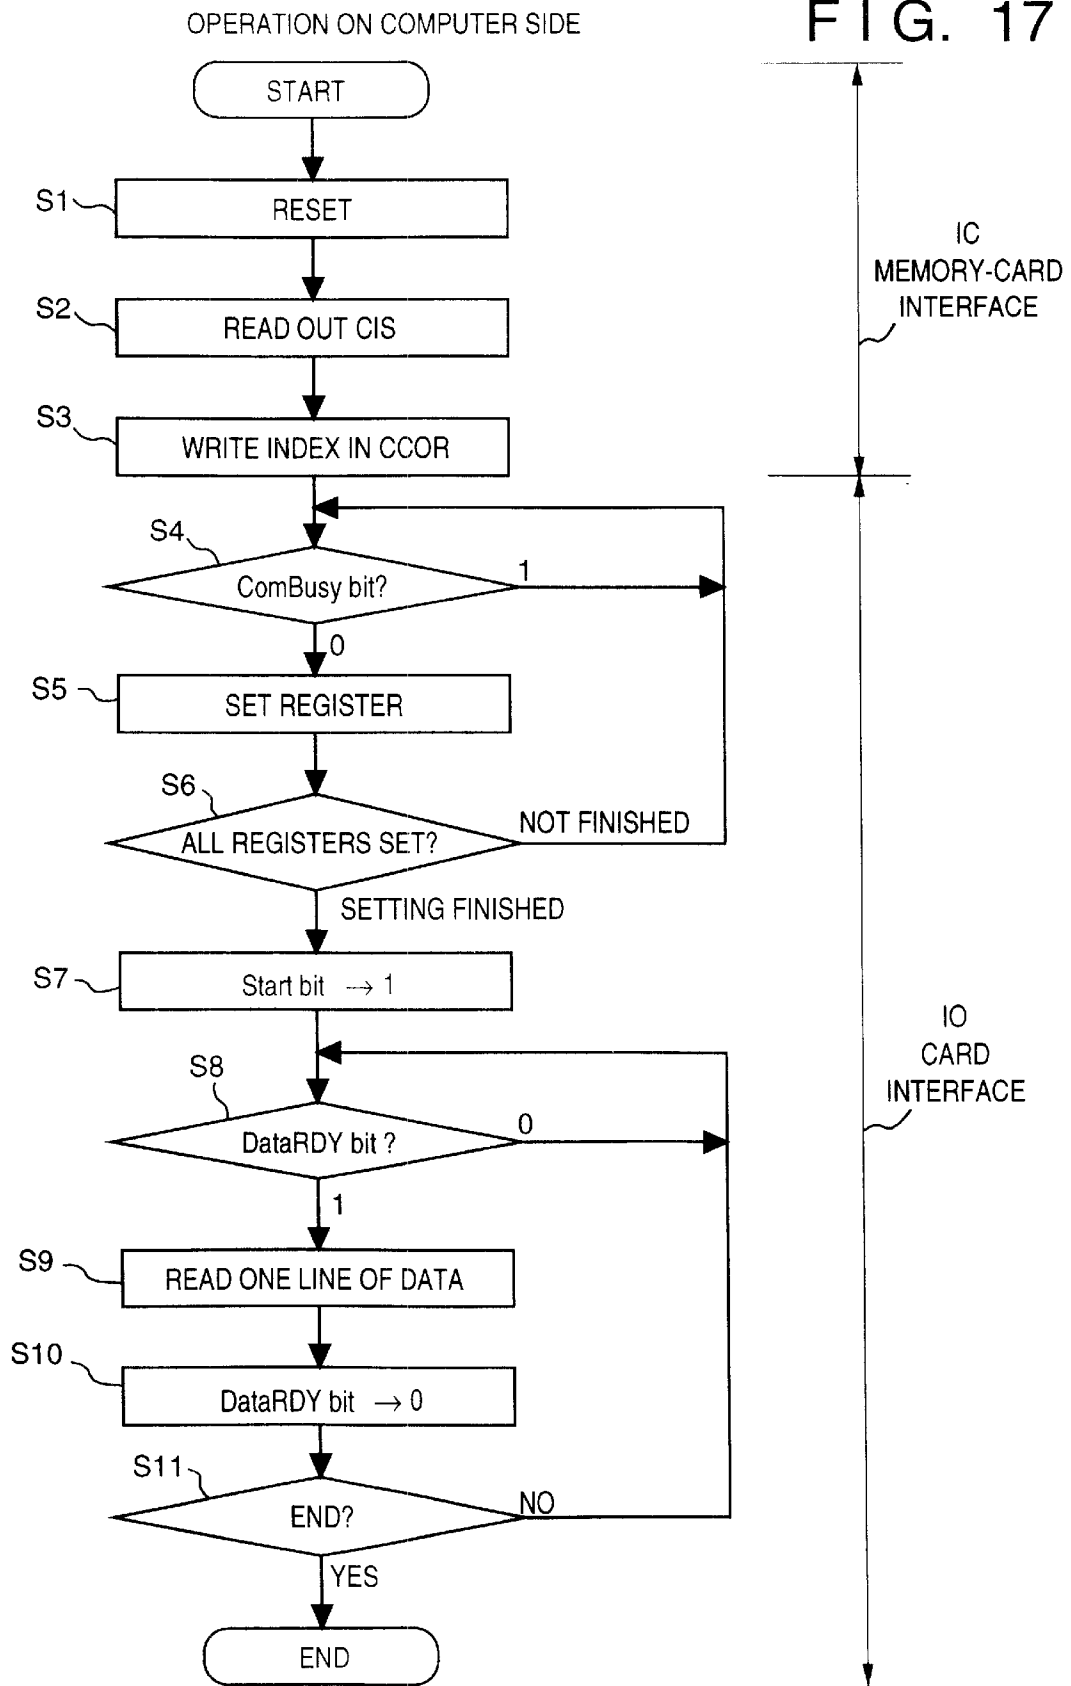 OPERATION ON COMPUTER SIDE
FIG. 17
START
S1
RESET
IC
MEMORY-CARD
INTERFACE
S2
READ OUT CIS
S3
WRITE INDEX IN CCOR
S4
ComBusy bit?
1
0
S5
SET REGISTER
S6
ALL REGISTERS SET?
NOT FINISHED
SETTING FINISHED
S7
Start bit → 1
IO
CARD
INTERFACE
S8
DataRDY bit ?
0
1
S9
READ ONE LINE OF DATA
S10
DataRDY bit → 0
S11
END?
NO
YES
END